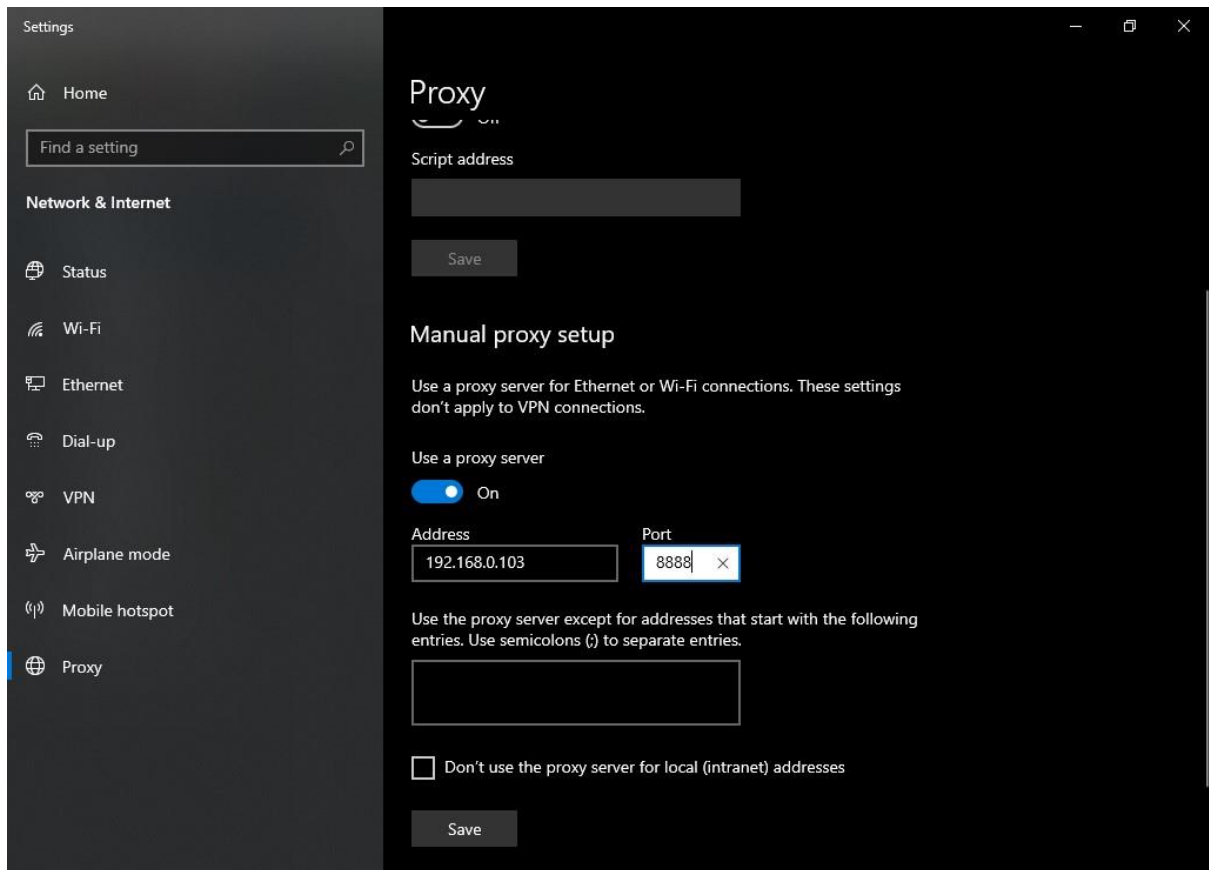 Settings
Home
Find a setting
Network & Internet
Status
Wi-Fi
Ethernet
Dial-up
VPN
Airplane mode
Mobile hotspot
Proxy
Proxy
Off
Script address
Save
Manual proxy setup
Use a proxy server for Ethernet or Wi-Fi connections. These settings
don't apply to VPN connections.
Use a proxy server
On
Address Port
192.168.0.103 8888
Use the proxy server except for addresses that start with the following
entries. Use semicolons (;) to separate entries.
Don't use the proxy server for local (intranet) addresses
Save